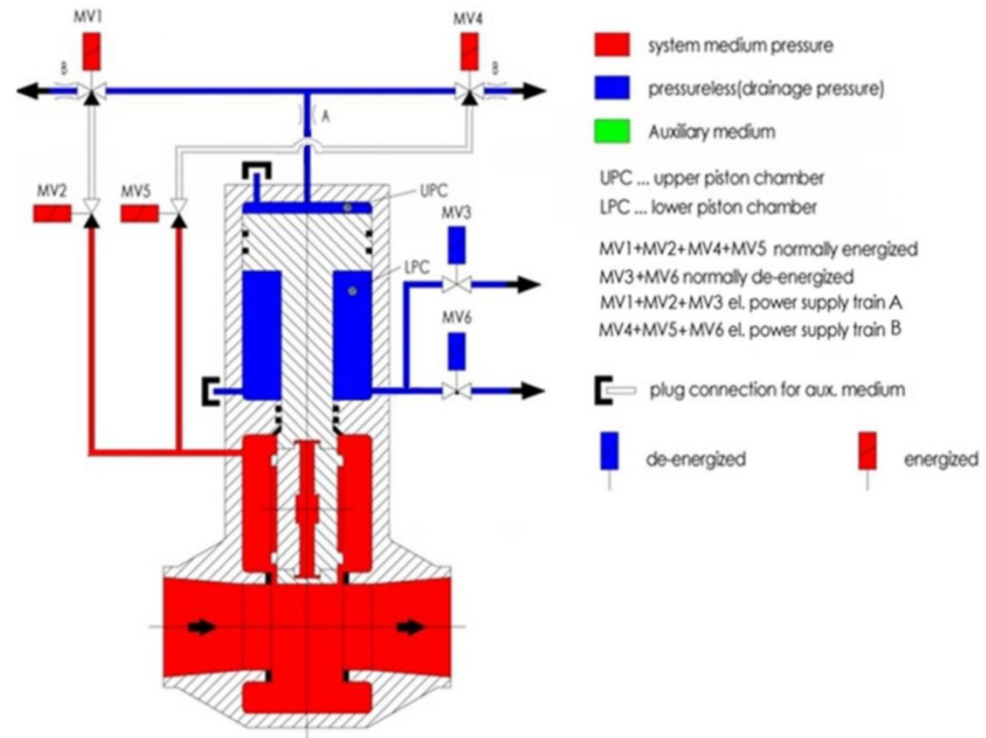 MV1
MV4
B
B
A
MV2
MV5
UPC
MV3
LPC
MV6
system medium pressure
pressureless(drainage pressure)
Auxiliary medium
UPC ... upper piston chamber
LPC ... lower piston chamber
MV1+MV2+MV4+MV5 normally energized
MV3+MV6 normally de-energized
MV1+MV2+MV3 el. power supply train A
MV4+MV5+MV6 el. power supply train B
plug connection for aux. medium
de-energized
energized